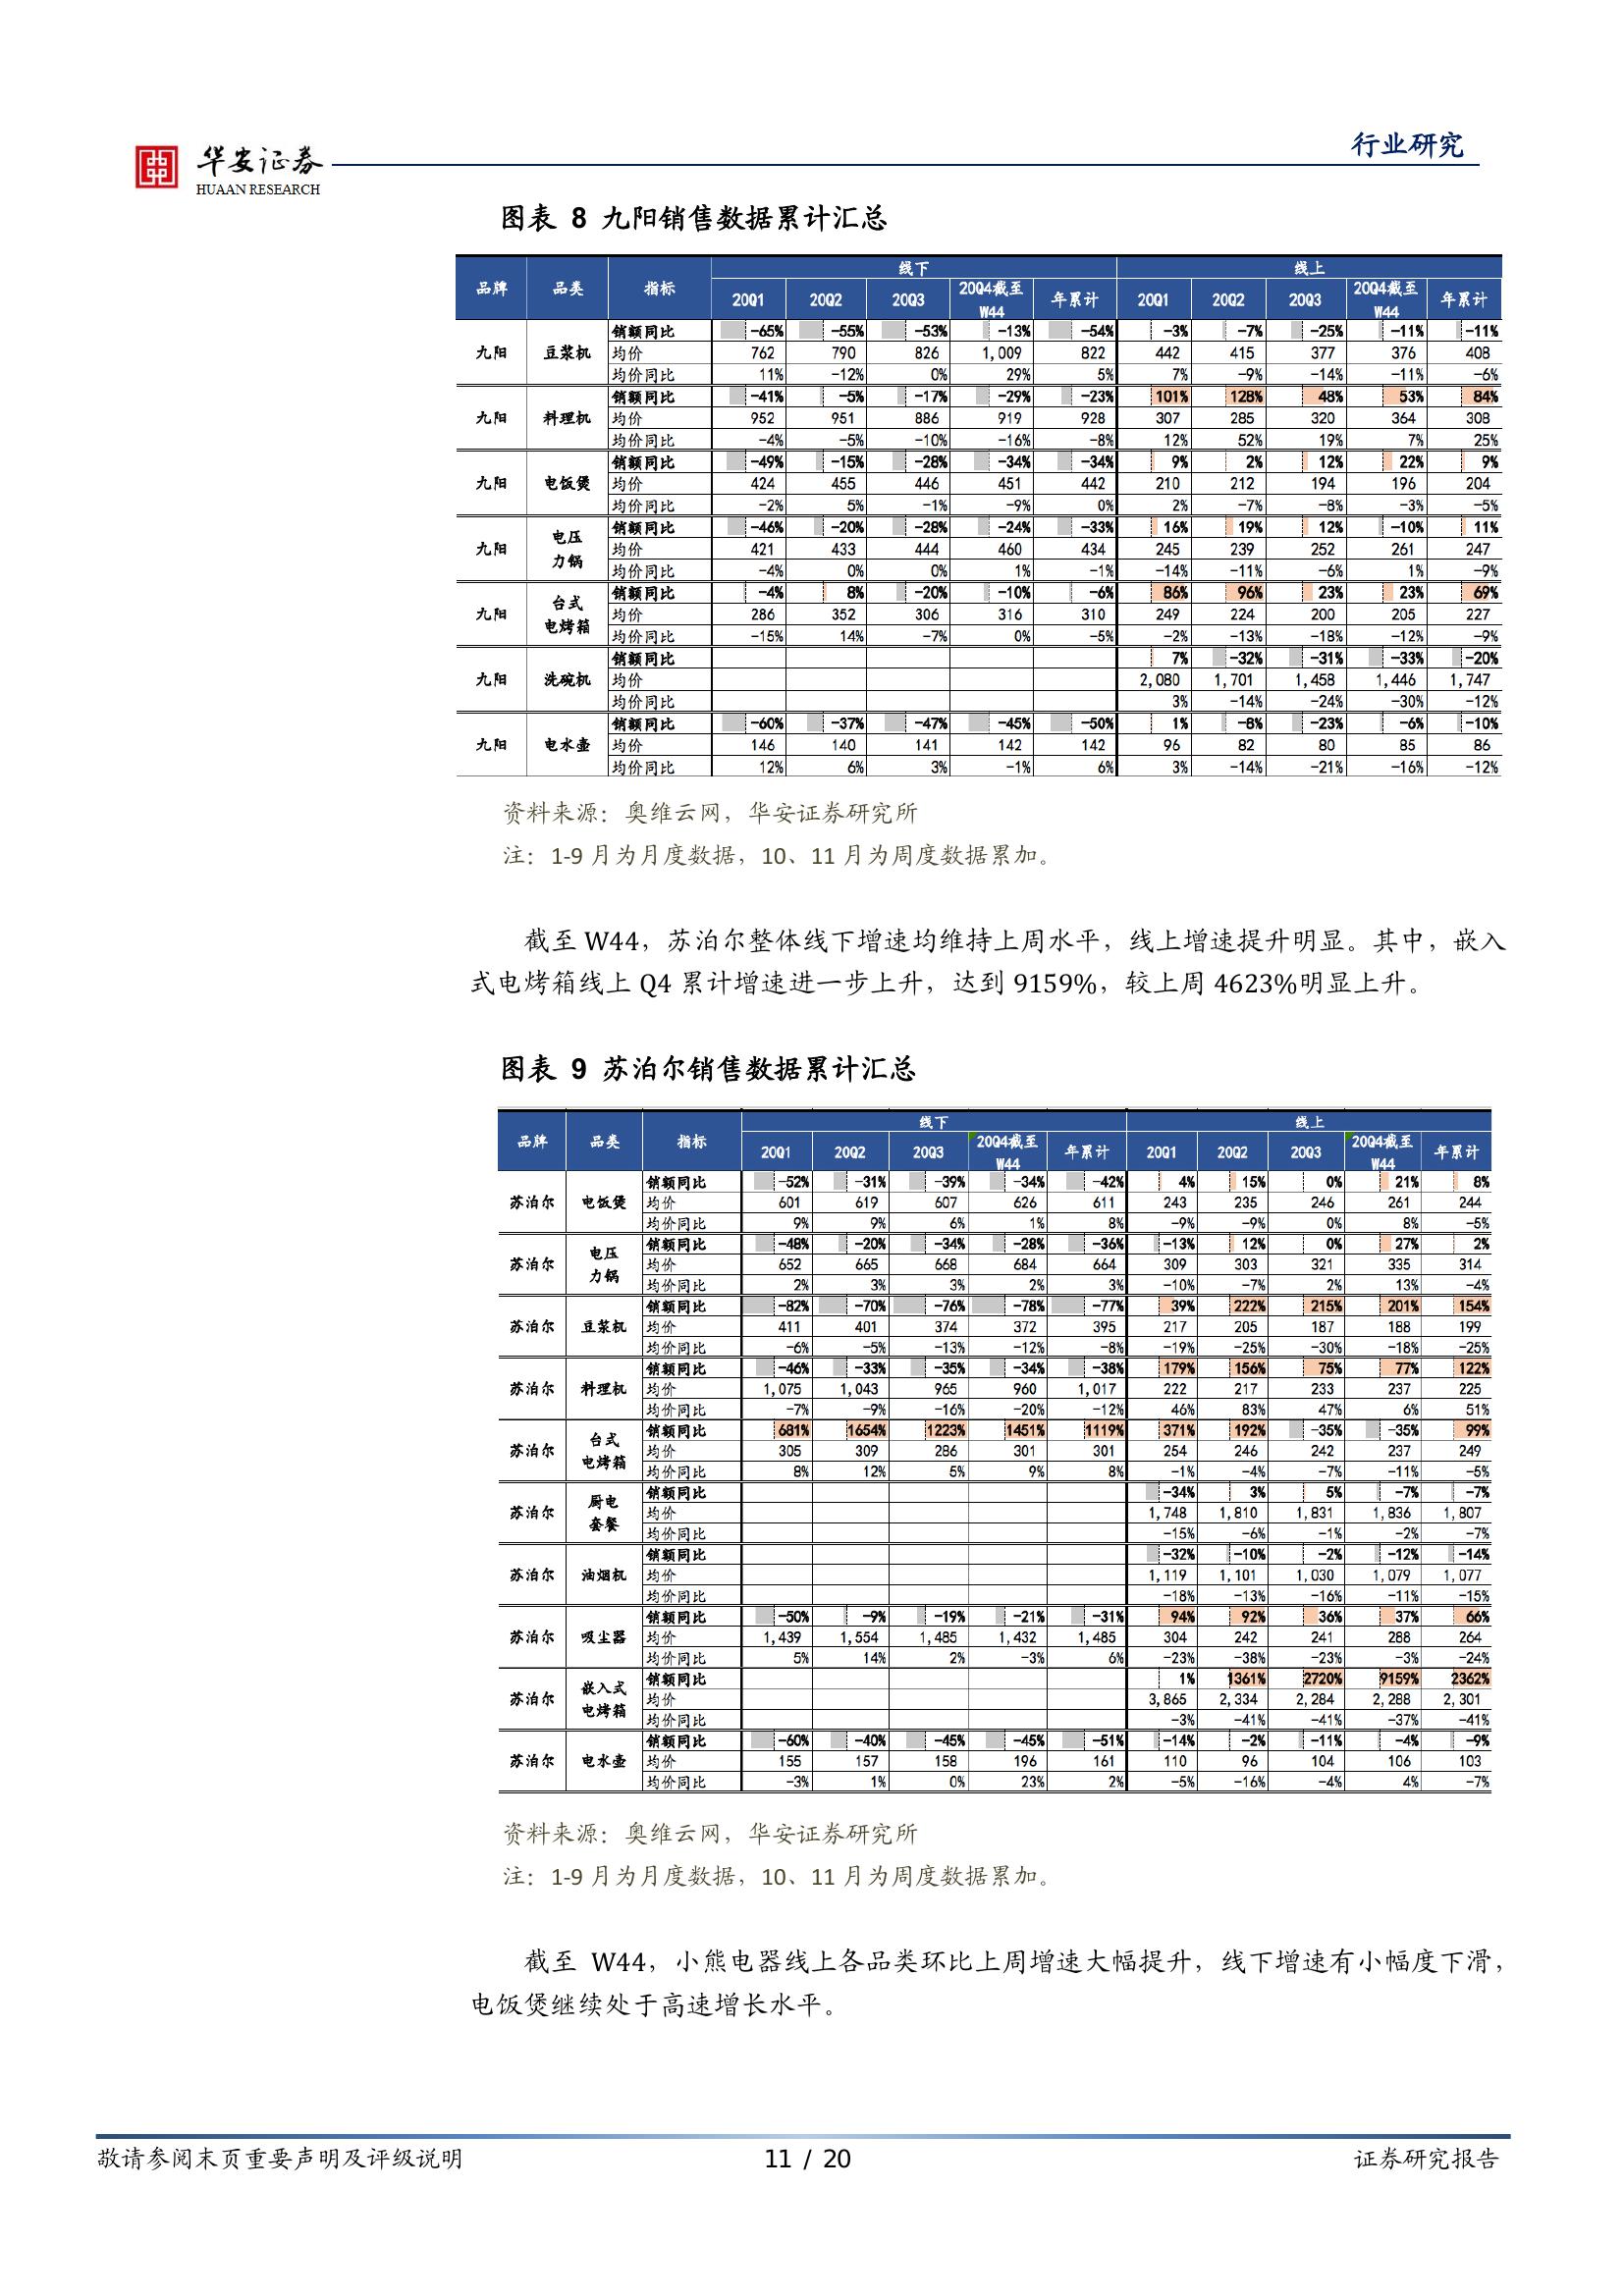 华安证券
HUAAN RESEARCH
行业研究
图表 8 九阳销售数据累计汇总
品牌 品类 指标 线下 线上
20Q1 20Q2 20Q3 20Q4截至W44 年累计 20Q1 20Q2 20Q3 20Q4截至W44 年累计
九阳 豆浆机 销额同比 -65% -55% -53% -13% -54% -3% -7% -25% -11% -11%
均价 762 790 826 1,009 822 442 415 377 376 408
均价同比 11% -12% 0% 29% 5% 7% -9% -14% -11% -6%
九阳 料理机 销额同比 -41% -5% -17% -29% -23% 101% 128% 48% 53% 84%
均价 952 951 886 919 928 307 285 320 364 308
均价同比 -4% -5% -10% -16% -8% 12% 52% 19% 7% 25%
九阳 电饭煲 销额同比 -49% -15% -28% -34% -34% 9% 2% 12% 22% 9%
均价 424 455 446 451 442 210 212 194 196 204
均价同比 -2% 5% -1% -9% 0% 2% -7% -8% -3% -5%
九阳 电压力锅 销额同比 -46% -20% -28% -24% -33% 16% 19% 12% -10% 11%
均价 421 433 444 460 434 245 239 252 261 247
均价同比 -4% 0% 0% 1% -1% -14% -11% -6% 1% -9%
九阳 台式电烤箱 销额同比 -4% 8% -20% -10% -6% 86% 96% 23% 23% 69%
均价 286 352 306 316 310 249 224 200 205 227
均价同比 -15% 14% -7% 0% -5% -2% -13% -18% -12% -9%
九阳 洗碗机 销额同比 7% -32% -31% -33% -20%
均价 2,080 1,701 1,458 1,446 1,747
均价同比 3% -14% -24% -30% -12%
九阳 电水壶 销额同比 -60% -37% -47% -45% -50% 1% -8% -23% -6% -10%
均价 146 140 141 142 142 96 82 80 85 86
均价同比 12% 6% 3% -1% 6% 3% -14% -21% -16% -12%
资料来源：奥维云网，华安证券研究所
注：1-9 月为月度数据，10、11 月为周度数据累加。
截至 W44，苏泊尔整体线下增速均维持上周水平，线上增速提升明显。其中，嵌入
式电烤箱线上 Q4 累计增速进一步上升，达到 9159%，较上周 4623%明显上升。
图表 9 苏泊尔销售数据累计汇总
品牌 品类 指标 线下 线上
20Q1 20Q2 20Q3 20Q4截至W44 年累计 20Q1 20Q2 20Q3 20Q4截至W44 年累计
苏泊尔 电饭煲 销额同比 -52% -31% -39% -34% -42% 4% 15% 0% 21% 8%
均价 601 619 607 626 611 243 235 246 261 244
均价同比 9% 9% 6% 1% 8% -9% -9% 0% 8% -5%
苏泊尔 电压力锅 销额同比 -48% -20% -34% -28% -36% -13% 12% 0% 27% 2%
均价 652 665 668 684 664 309 303 321 335 314
均价同比 2% 3% 3% 2% 3% -10% -7% 2% 13% -4%
苏泊尔 豆浆机 销额同比 -82% -70% -76% -78% -77% 39% 222% 215% 201% 154%
均价 411 401 374 372 395 217 205 187 188 199
均价同比 -6% -5% -13% -12% -8% -19% -25% -30% -18% -25%
苏泊尔 料理机 销额同比 -46% -33% -35% -34% -38% 179% 156% 75% 77% 122%
均价 1,075 1,043 965 960 1,017 222 217 233 237 225
均价同比 -7% -9% -16% -20% -12% 46% 83% 47% 6% 51%
苏泊尔 台式电烤箱 销额同比 681% 1654% 1223% 1451% 1119% 371% 192% -35% -35% 99%
均价 305 309 286 301 301 254 246 242 237 249
均价同比 8% 12% 5% 9% 8% -1% -4% -7% -11% -5%
苏泊尔 厨电套餐 销额同比 -34% 3% 5% -7% -7%
均价 1,748 1,810 1,831 1,836 1,807
均价同比 -15% -6% -1% -2% -7%
苏泊尔 油烟机 销额同比 -32% -10% -2% -12% -14%
均价 1,119 1,101 1,030 1,079 1,077
均价同比 -18% -13% -16% -11% -15%
苏泊尔 吸尘器 销额同比 -50% -9% -19% -21% -31% 94% 92% 36% 37% 66%
均价 1,439 1,554 1,485 1,432 1,485 304 242 241 288 264
均价同比 5% 14% 2% -3% 6% -23% -38% -23% -3% -24%
苏泊尔 嵌入式电烤箱 销额同比 1% 1361% 2720% 9159% 2362%
均价 3,865 2,334 2,284 2,288 2,301
均价同比 -3% -41% -41% -37% -41%
苏泊尔 电水壶 销额同比 -60% -40% -45% -45% -51% -14% -2% -11% -4% -9%
均价 155 157 158 196 161 110 96 104 106 103
均价同比 -3% 1% 0% 23% 2% -5% -16% -4% 4% -7%
资料来源：奥维云网，华安证券研究所
注：1-9 月为月度数据，10、11 月为周度数据累加。
截至 W44，小熊电器线上各品类环比上周增速大幅提升，线下增速有小幅度下滑，
电饭煲继续处于高速增长水平。
敬请参阅末页重要声明及评级说明
11 / 20
证券研究报告